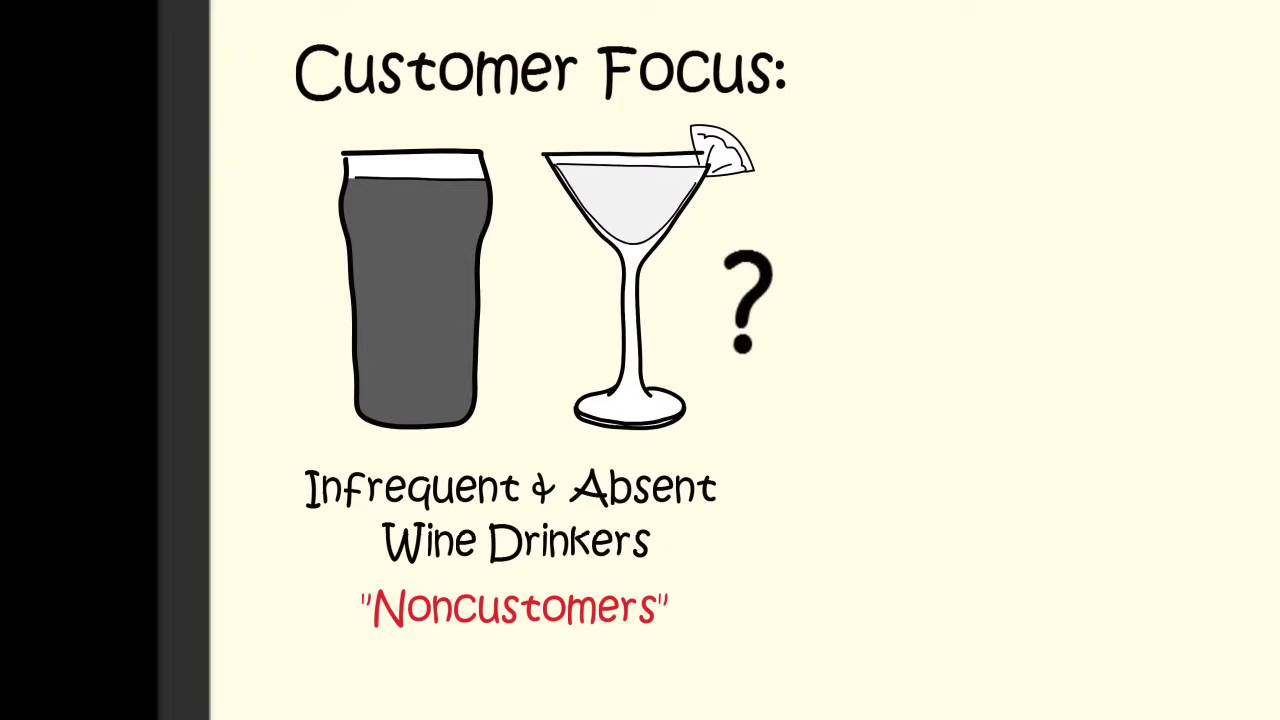 Customer Focus:
?
Infrequent & Absent
Wine Drinkers
"Noncustomers"